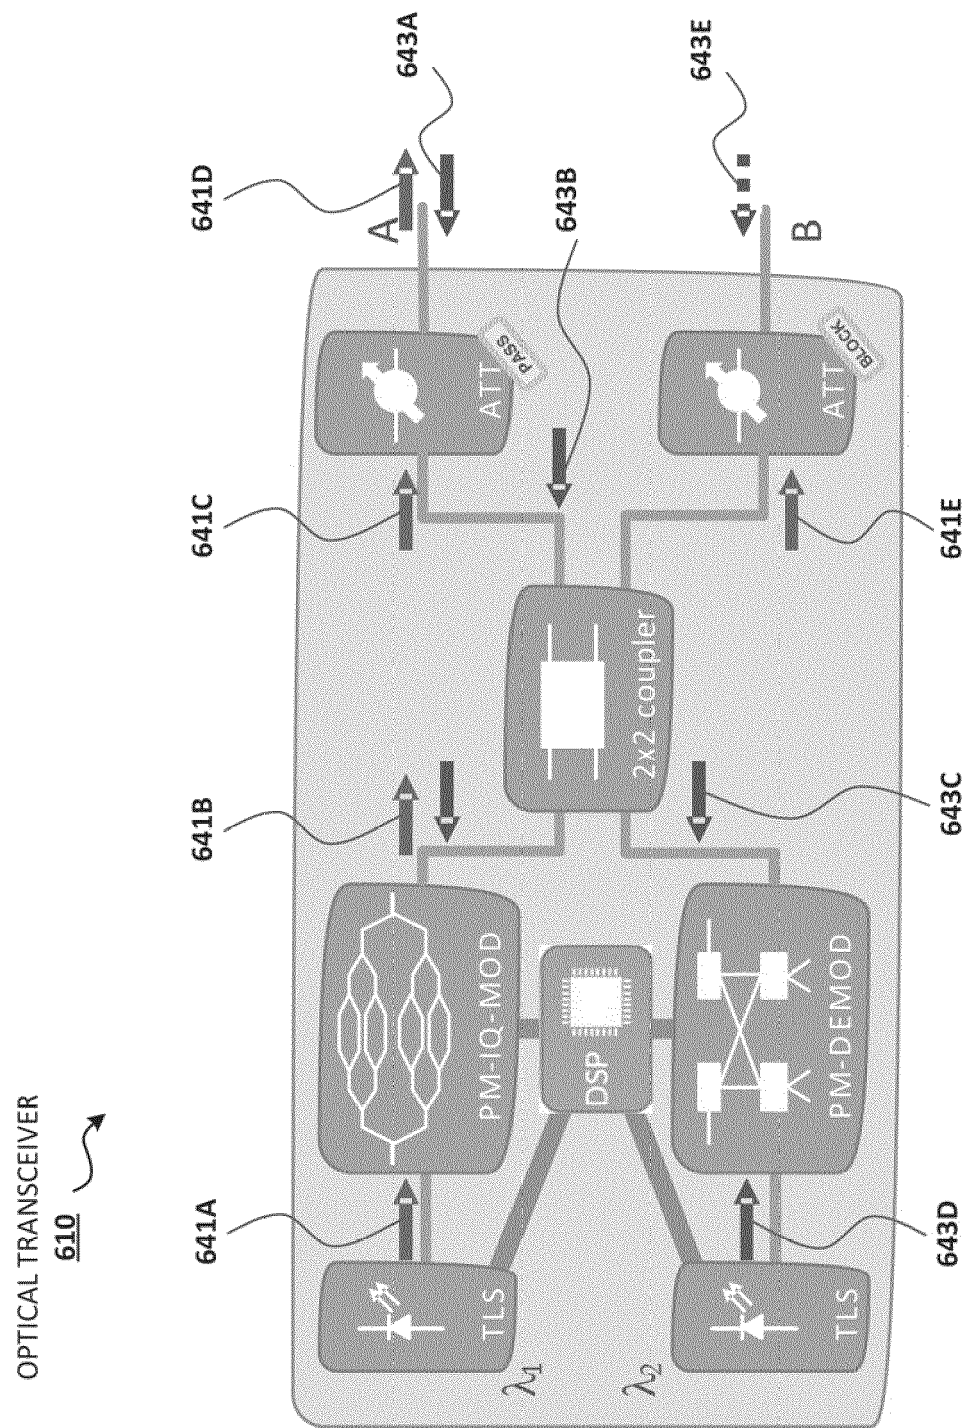 OPTICAL TRANSCEIVER
610
641A
641B
641C
641D
643A
643B
643E
A
B
TLS
λ1
PM-IQ-MOD
DSP
2x2 coupler
ATT
PASS
ATT
BLOCK
λ2
TLS
PM-DEMOD
643D
643C
641E